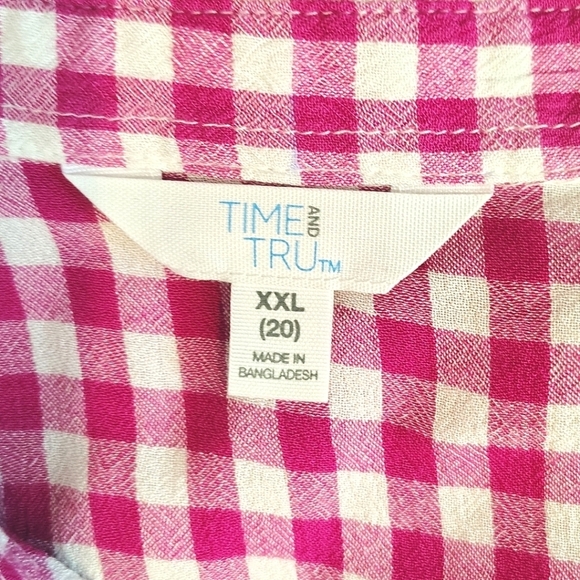 TIME AND
TRU™
XXL
(20)
MADE IN
BANGLADESH